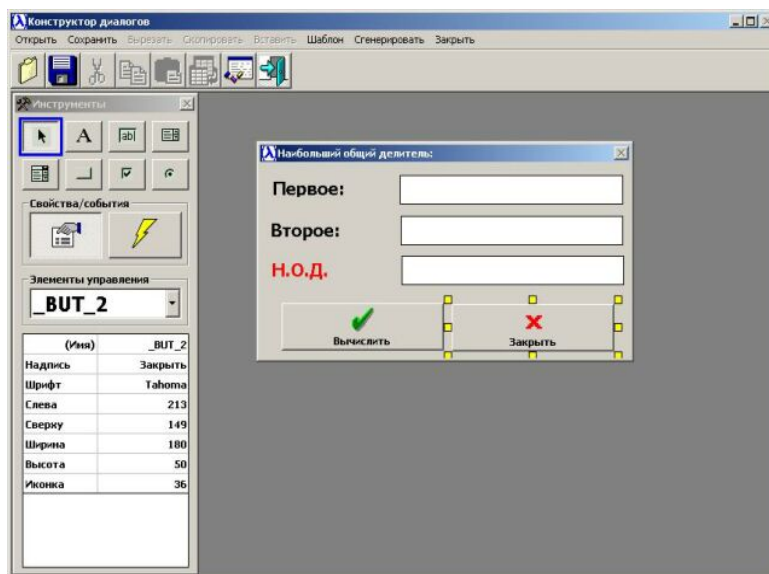 Конструктор диалогов
Открыть Сохранить Вырезать Скопировать Вставить Шаблон Сгенерировать Закрыть
Инструменты
A ab
Свойства/события
Элементы управления
_BUT_2
(Имя) _BUT_2
Надпись Закрыть
Шрифт Tahoma
Слева 213
Сверху 149
Ширина 180
Высота 50
Иконка 36
Наибольший общий делитель:
Первое:
Второе:
Н.О.Д.
Вычислить Закрыть